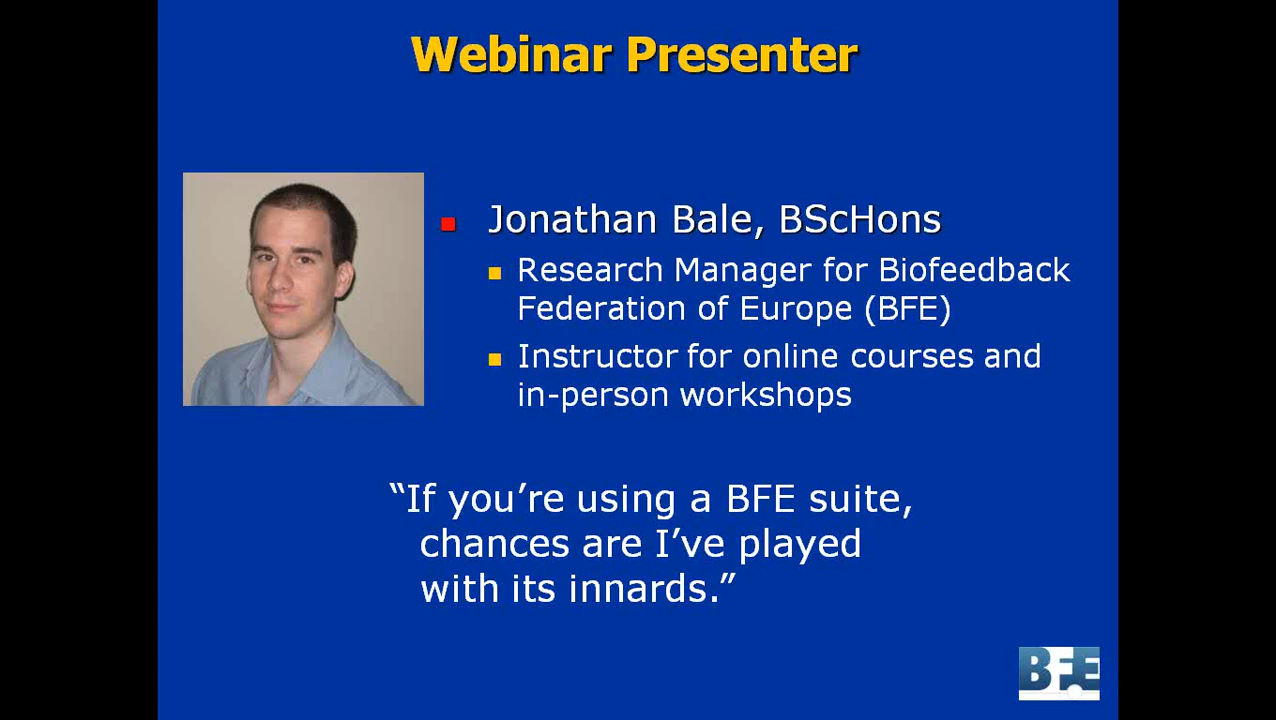 Webinar Presenter
Jonathan Bale, BScHons
Research Manager for Biofeedback
Federation of Europe (BFE)
Instructor for online courses and
in-person workshops
“If you’re using a BFE suite,
chances are I’ve played
with its innards.”
BFE